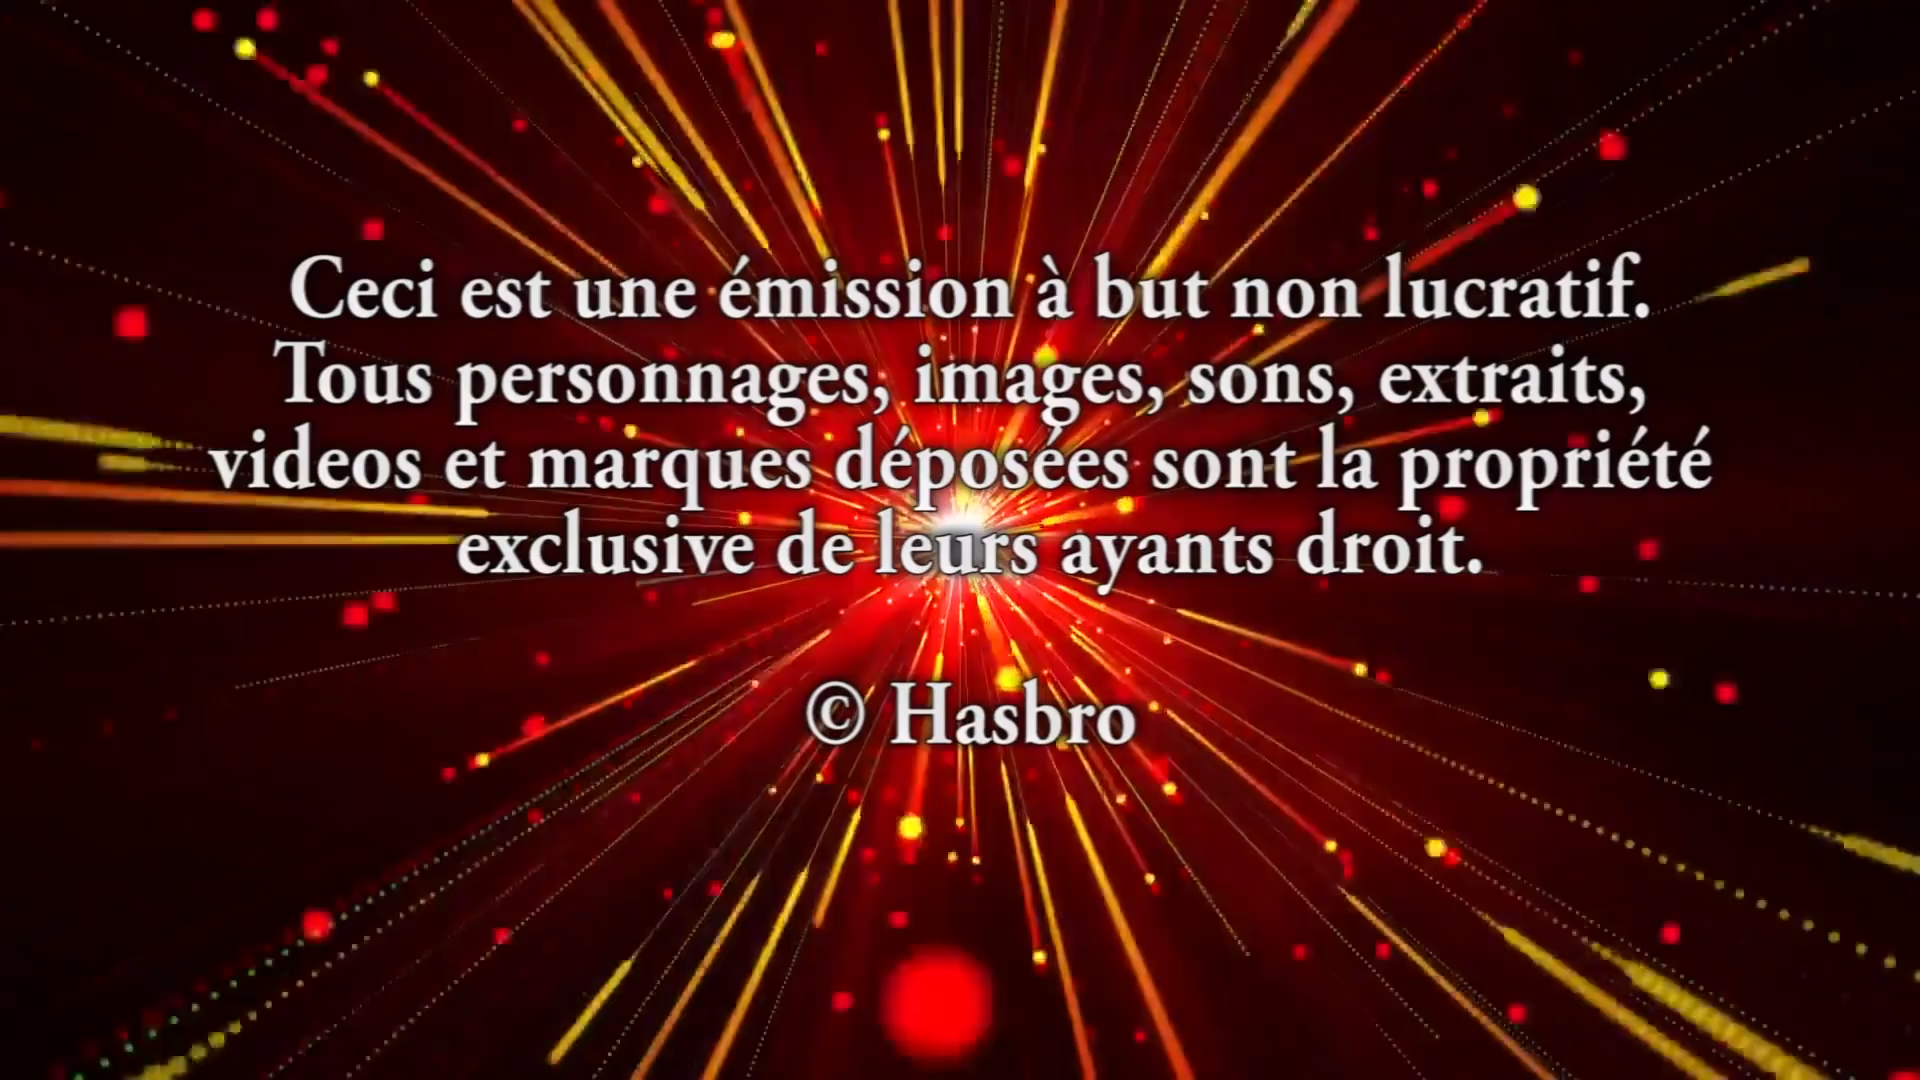 Ceci est une émission à but non lucratif.
Tous personnages, images, sons, extraits,
videos et marques déposées sont la propriété
exclusive de leurs ayants droit.
© Hasbro